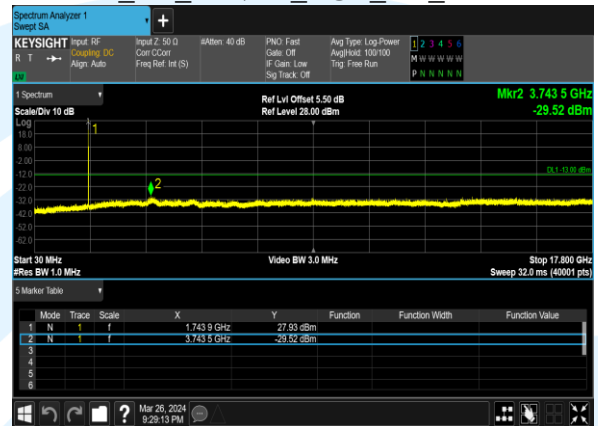 Spectrum Analyzer 1
Swept SA
KEYSIGHT Input: RF Input Z: 50 Ω #Atten: 40 dB PNO: Fast Avg Type: Log-Power 1 2 3 4 5 6
R T Coupling: DC Corr CCorr Gate: Off Avg|Hold: 100/100 M W W W W W
Align: Auto Freq Ref: Int (S) IF Gain: Low Trig: Free Run
Sig Track: Off P N N N N N
1 Spectrum Ref Lvl Offset 5.50 dB Mkr2 3.743 5 GHz
Scale/Div 10 dB Ref Level 28.00 dBm -29.52 dBm
Log
1
18.0
8.00
-2.00
DL1 -13.00 dBm
-12.0
2
-22.0
-32.0
-42.0
-52.0
-62.0
Start 30 MHz Video BW 3.0 MHz Stop 17.800 GHz
#Res BW 1.0 MHz Sweep 32.0 ms (40001 pts)
5 Marker Table
Mode Trace Scale X Y Function Function Width Function Value
1 N 1 f 1.743 9 GHz 27.93 dBm
2 N 1 f 3.743 5 GHz -29.52 dBm
3
4
5
6
Mar 26, 2024
9:29:13 PM